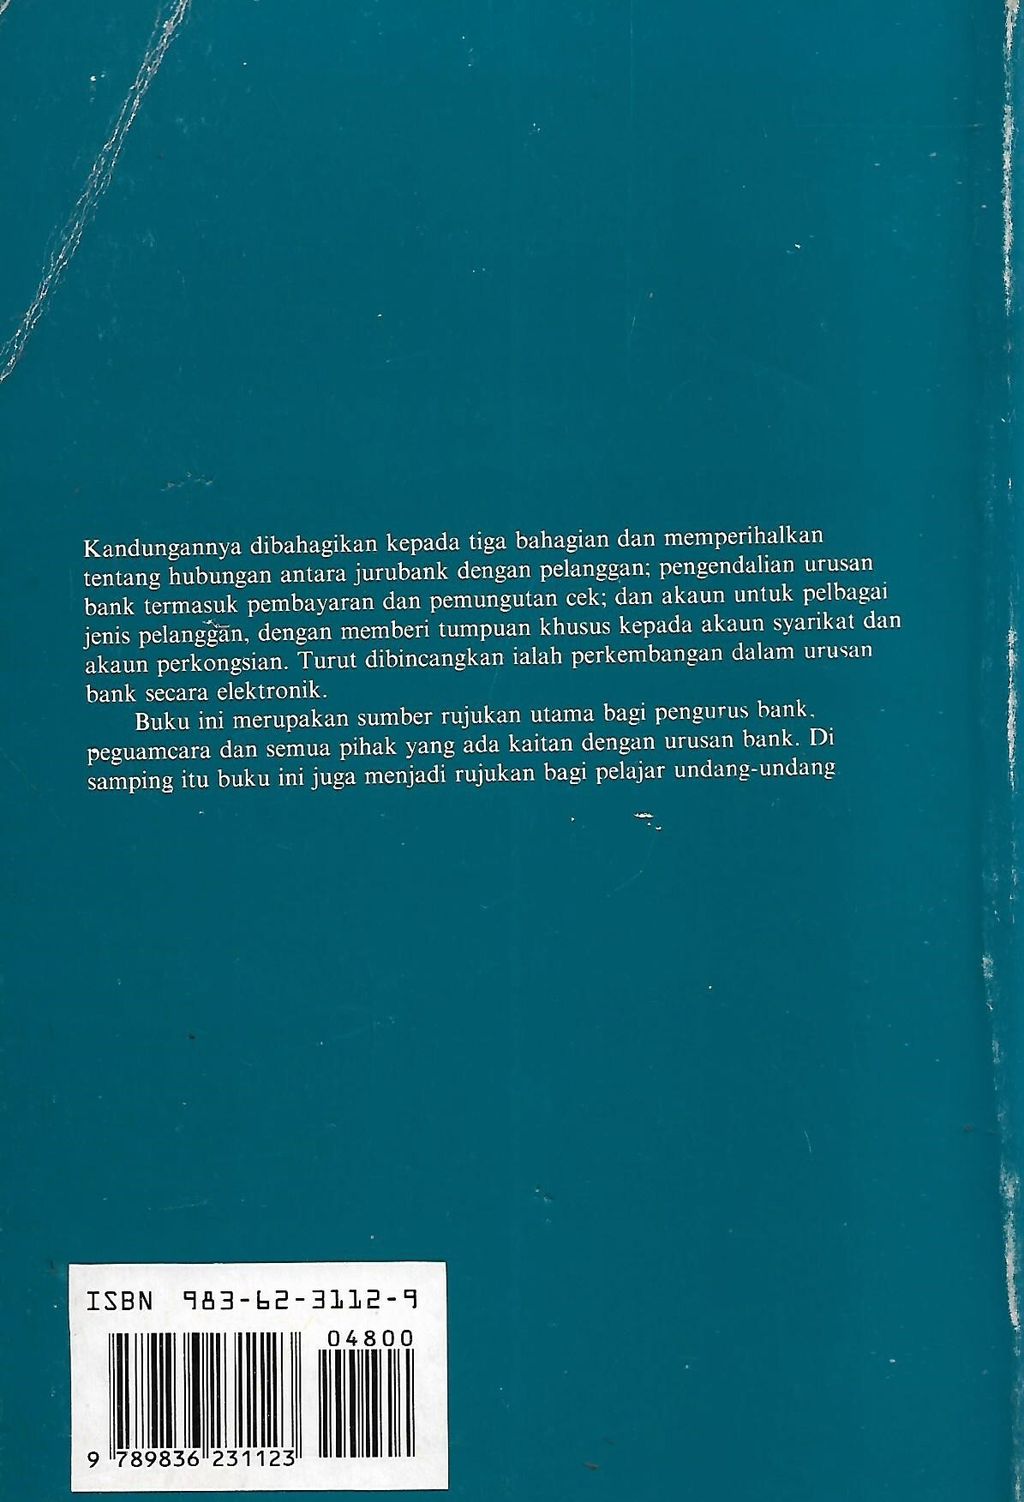 Kandungannya dibahagikan kepada tiga bahagian dan memperihalkan
tentang hubungan antara jurubank dengan pelanggan; pengendalian urusan
bank termasuk pembayaran dan pemungutan cek; dan akaun untuk pelbagai
jenis pelanggan, dengan memberi tumpuan khusus kepada akaun syarikat dan
akaun perkongsian. Turut dibincangkan ialah perkembangan dalam urusan
bank secara elektronik.
Buku ini merupakan sumber rujukan utama bagi pengurus bank,
peguamcara dan semua pihak yang ada kaitan dengan urusan bank. Di
samping itu buku ini juga menjadi rujukan bagi pelajar undang-undang
ISBN 983-62-3112-9
04800
9 789836 231123